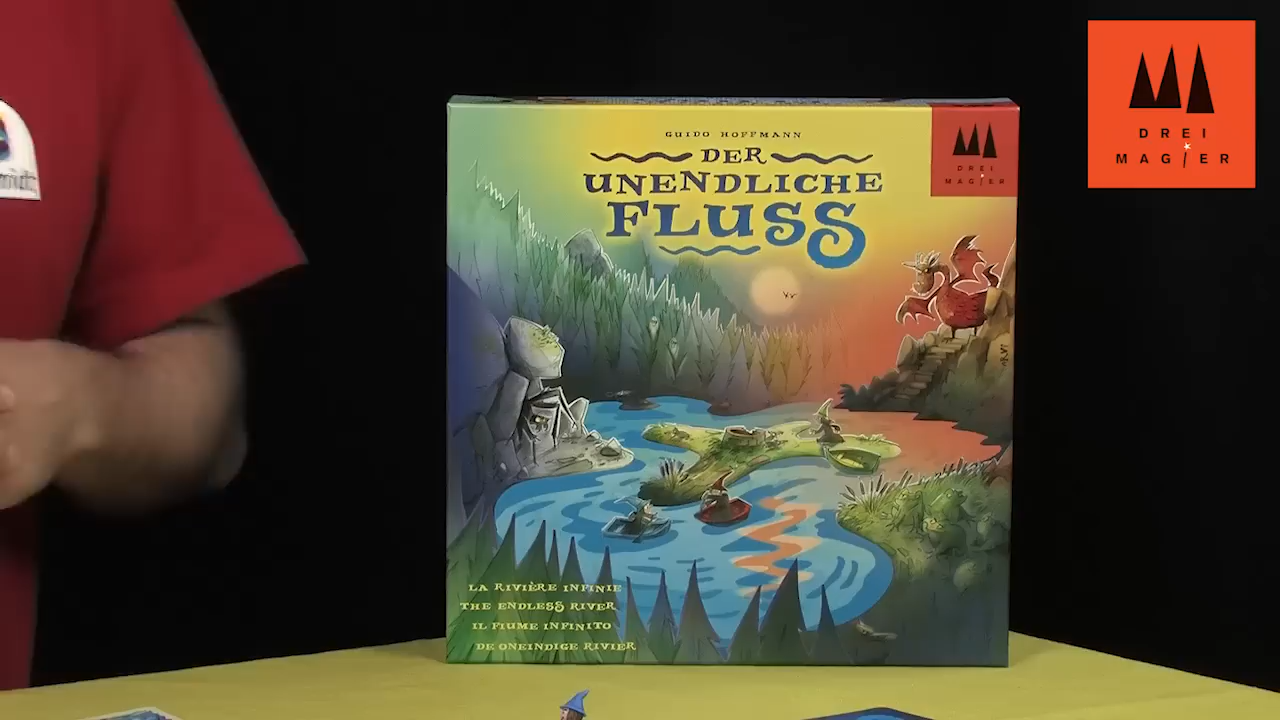 GUIDO HOFFMANN
DER
UNENDLICHE
FLUSS
DREI
MAGIER
LA RIVIÈRE INFINIE
THE ENDLESS RIVER
IL FIUME INFINITO
DE ONEINDIGE RIVIER
DREI
MAGIER